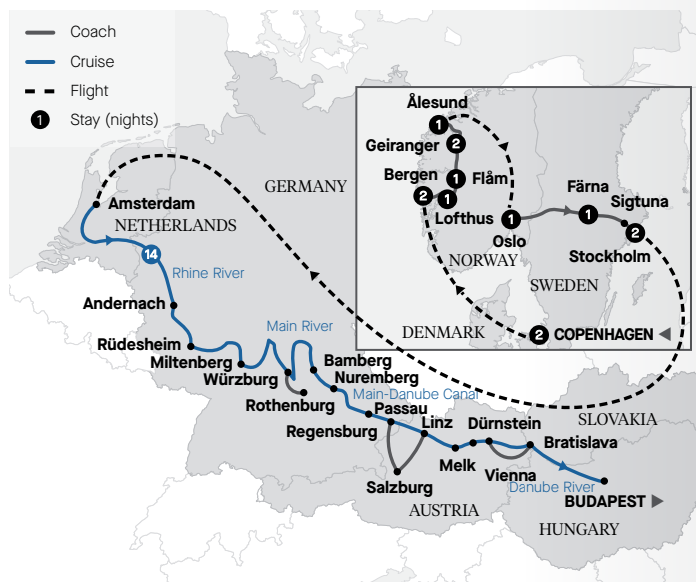 Coach
Cruise
Flight
1 Stay (nights)
Ålesund
1
Geiranger
2
Bergen
2
1
Flåm
1
Lofthus
1
Oslo
Färna
1
Sigtuna
2
Stockholm
NORWAY
SWEDEN
DENMARK
2
COPENHAGEN
GERMANY
Amsterdam
NETHERLANDS
14
Rhine River
Andernach
Rüdesheim
Main River
Miltenberg
Würzburg
Bamberg
Nuremberg
Rothenburg
Main-Danube Canal
Passau
Regensburg
Linz
Dürnstein
SLOVAKIA
Bratislava
Melk
Vienna
Salzburg
Danube River
BUDAPEST
AUSTRIA
HUNGARY